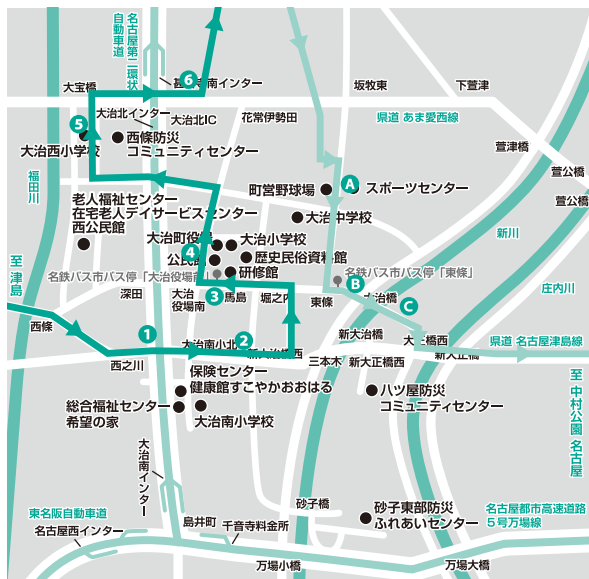 名古屋第二環状
自動車道
大宝橋
甚目寺南インター
6
坂牧東
下萱津
大治北インター
大治北IC
花常伊勢田
県道 あま愛西線
萱津橋
5
大治西小学校
西條防災
コミュニティセンター
萱公橋
萱公橋
福田川
町営野球場
A
スポーツセンター
老人福祉センター
在宅老人デイサービスセンター
西公民館
大治中学校
新川
大治町役場
大治小学校
4
公民館
歴史民俗資料館
研修館
名鉄バス市バス停「大治役場前」
名鉄バス市バス停「東條」
庄内川
至 津島
深田
大治
役場南
3
馬島
堀之内
東條
B
大治橋
C
西條
1
大治南小北
2
新大治橋西
新大治橋
大正橋西
県道 名古屋津島線
西之川
三本木
新大正橋西
新大正橋
保険センター
健康館すこやかおおはる
至 中村公園 名古屋
総合福祉センター
希望の家
大治南小学校
八ツ屋防災
コミュニティセンター
大治南インター
砂子橋
東名阪自動車道
名古屋西インター
島井町
千音寺料金所
砂子東部防災
ふれあいセンター
名古屋都市高速道路
5号万場線
万場小橋
万場大橋